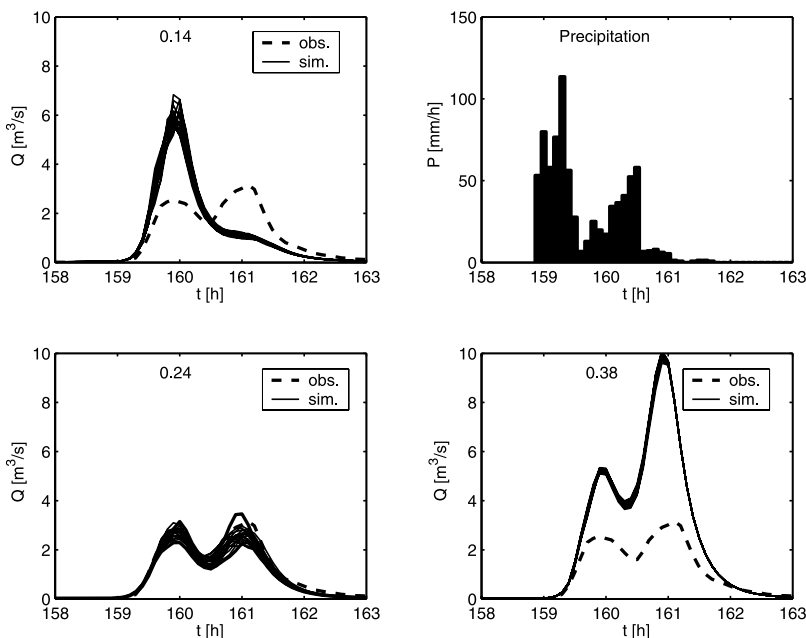 0.14
obs.
sim.
Q [m³/s]
10
8
6
4
2
0
158 159 160 161 162 163
t [h]
Precipitation
P [mm/h]
150
100
50
0
158 159 160 161 162 163
t [h]
0.24
obs.
sim.
Q [m³/s]
10
8
6
4
2
0
158 159 160 161 162 163
t [h]
0.38
obs.
sim.
Q [m³/s]
10
8
6
4
2
0
158 159 160 161 162 163
t [h]